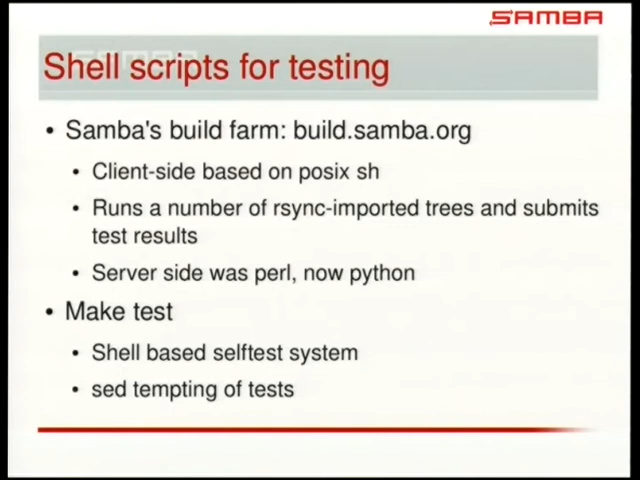 SAMBA
Shell scripts for testing
• Samba's build farm: build.samba.org
• Client-side based on posix sh
• Runs a number of rsync-imported trees and submits
test results
• Server side was perl, now python
• Make test
• Shell based selftest system
• sed tempting of tests